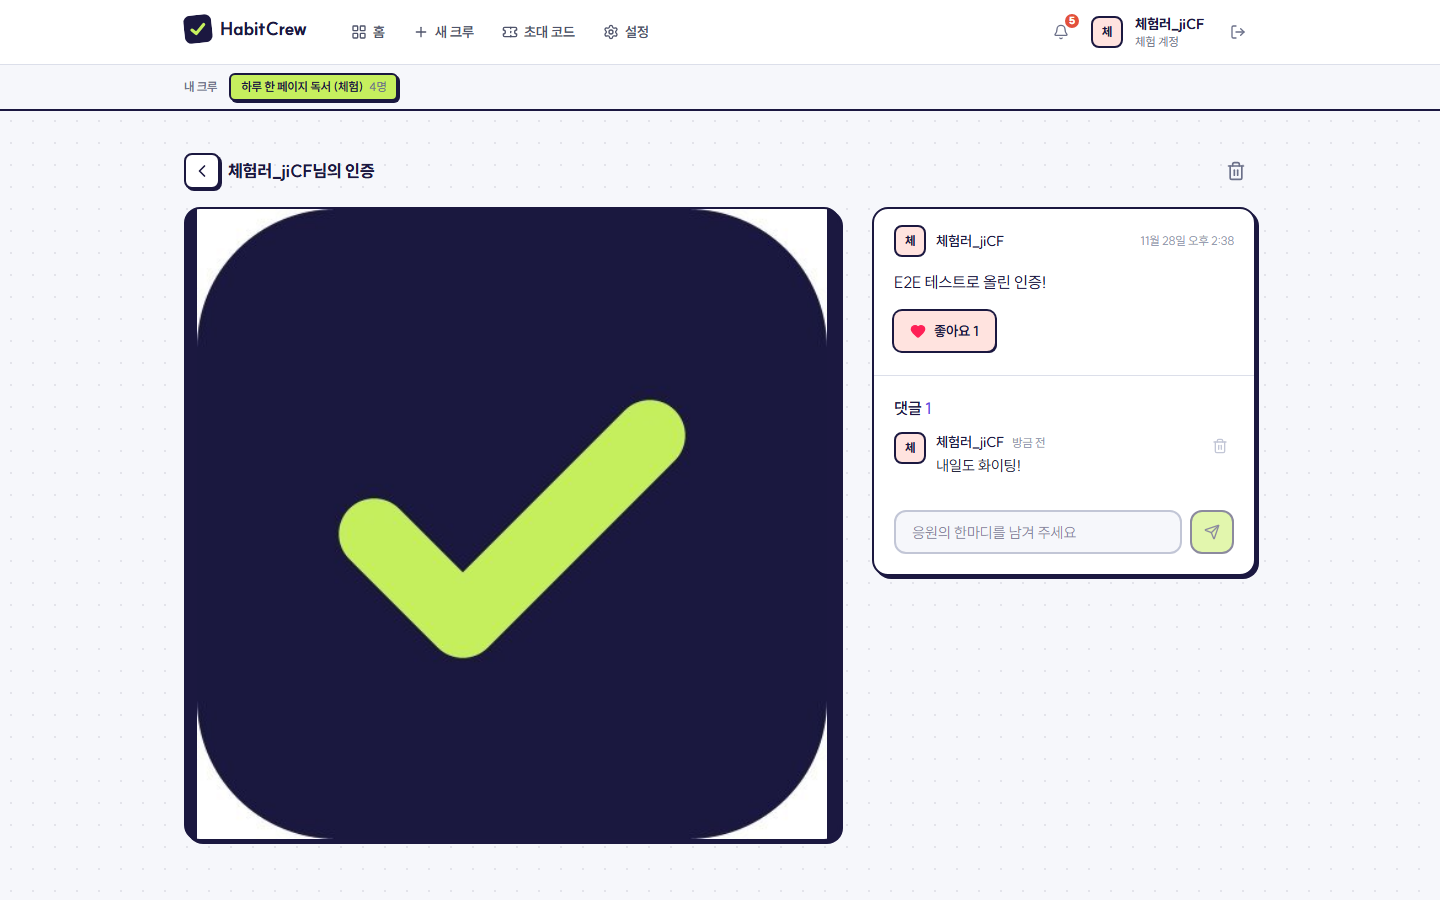 HabitCrew
홈
새 크루
초대 코드
설정
5
체
체험러_jiCF
체험 계정
내 크루
하루 한 페이지 독서 (체험) 4명
체험러_jiCF님의 인증
체
체험러_jiCF
11월 28일 오후 2:38
E2E 테스트로 올린 인증!
좋아요 1
댓글 1
체
체험러_jiCF 방금 전
내일도 화이팅!
응원의 한마디를 남겨 주세요